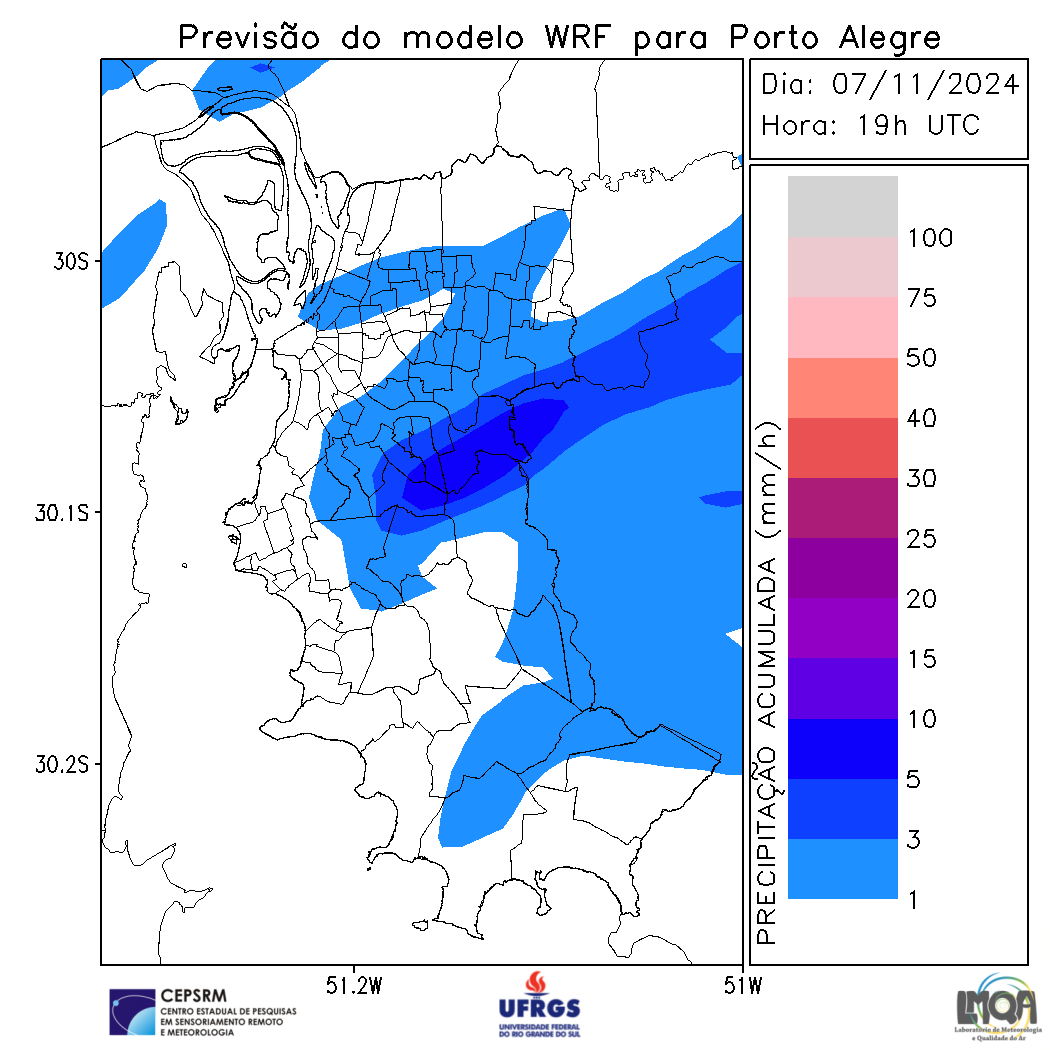 Previsão do modelo WRF para Porto Alegre
Dia: 07/11/2024
Hora: 19h UTC
30S
30.1S
30.2S
51.2W
51W
PRECIPITAÇÃO ACUMULADA (mm/h)
100
75
50
40
30
25
20
15
10
5
3
1
CEPSRM
CENTRO ESTADUAL DE PESQUISAS
EM SENSORIAMENTO REMOTO
E METEOROLOGIA
UFRGS
UNIVERSIDADE FEDERAL
DO RIO GRANDE DO SUL
LMQA
Laboratório de Meteorologia
e Qualidade do Ar